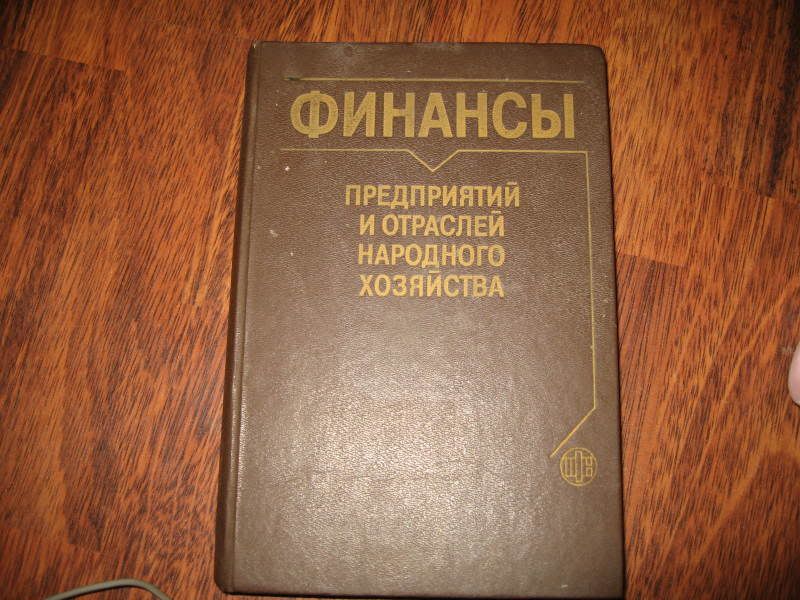 ФИНАНСЫ
ПРЕДПРИЯТИЙ
И ОТРАСЛЕЙ
НАРОДНОГО
ХОЗЯЙСТВА